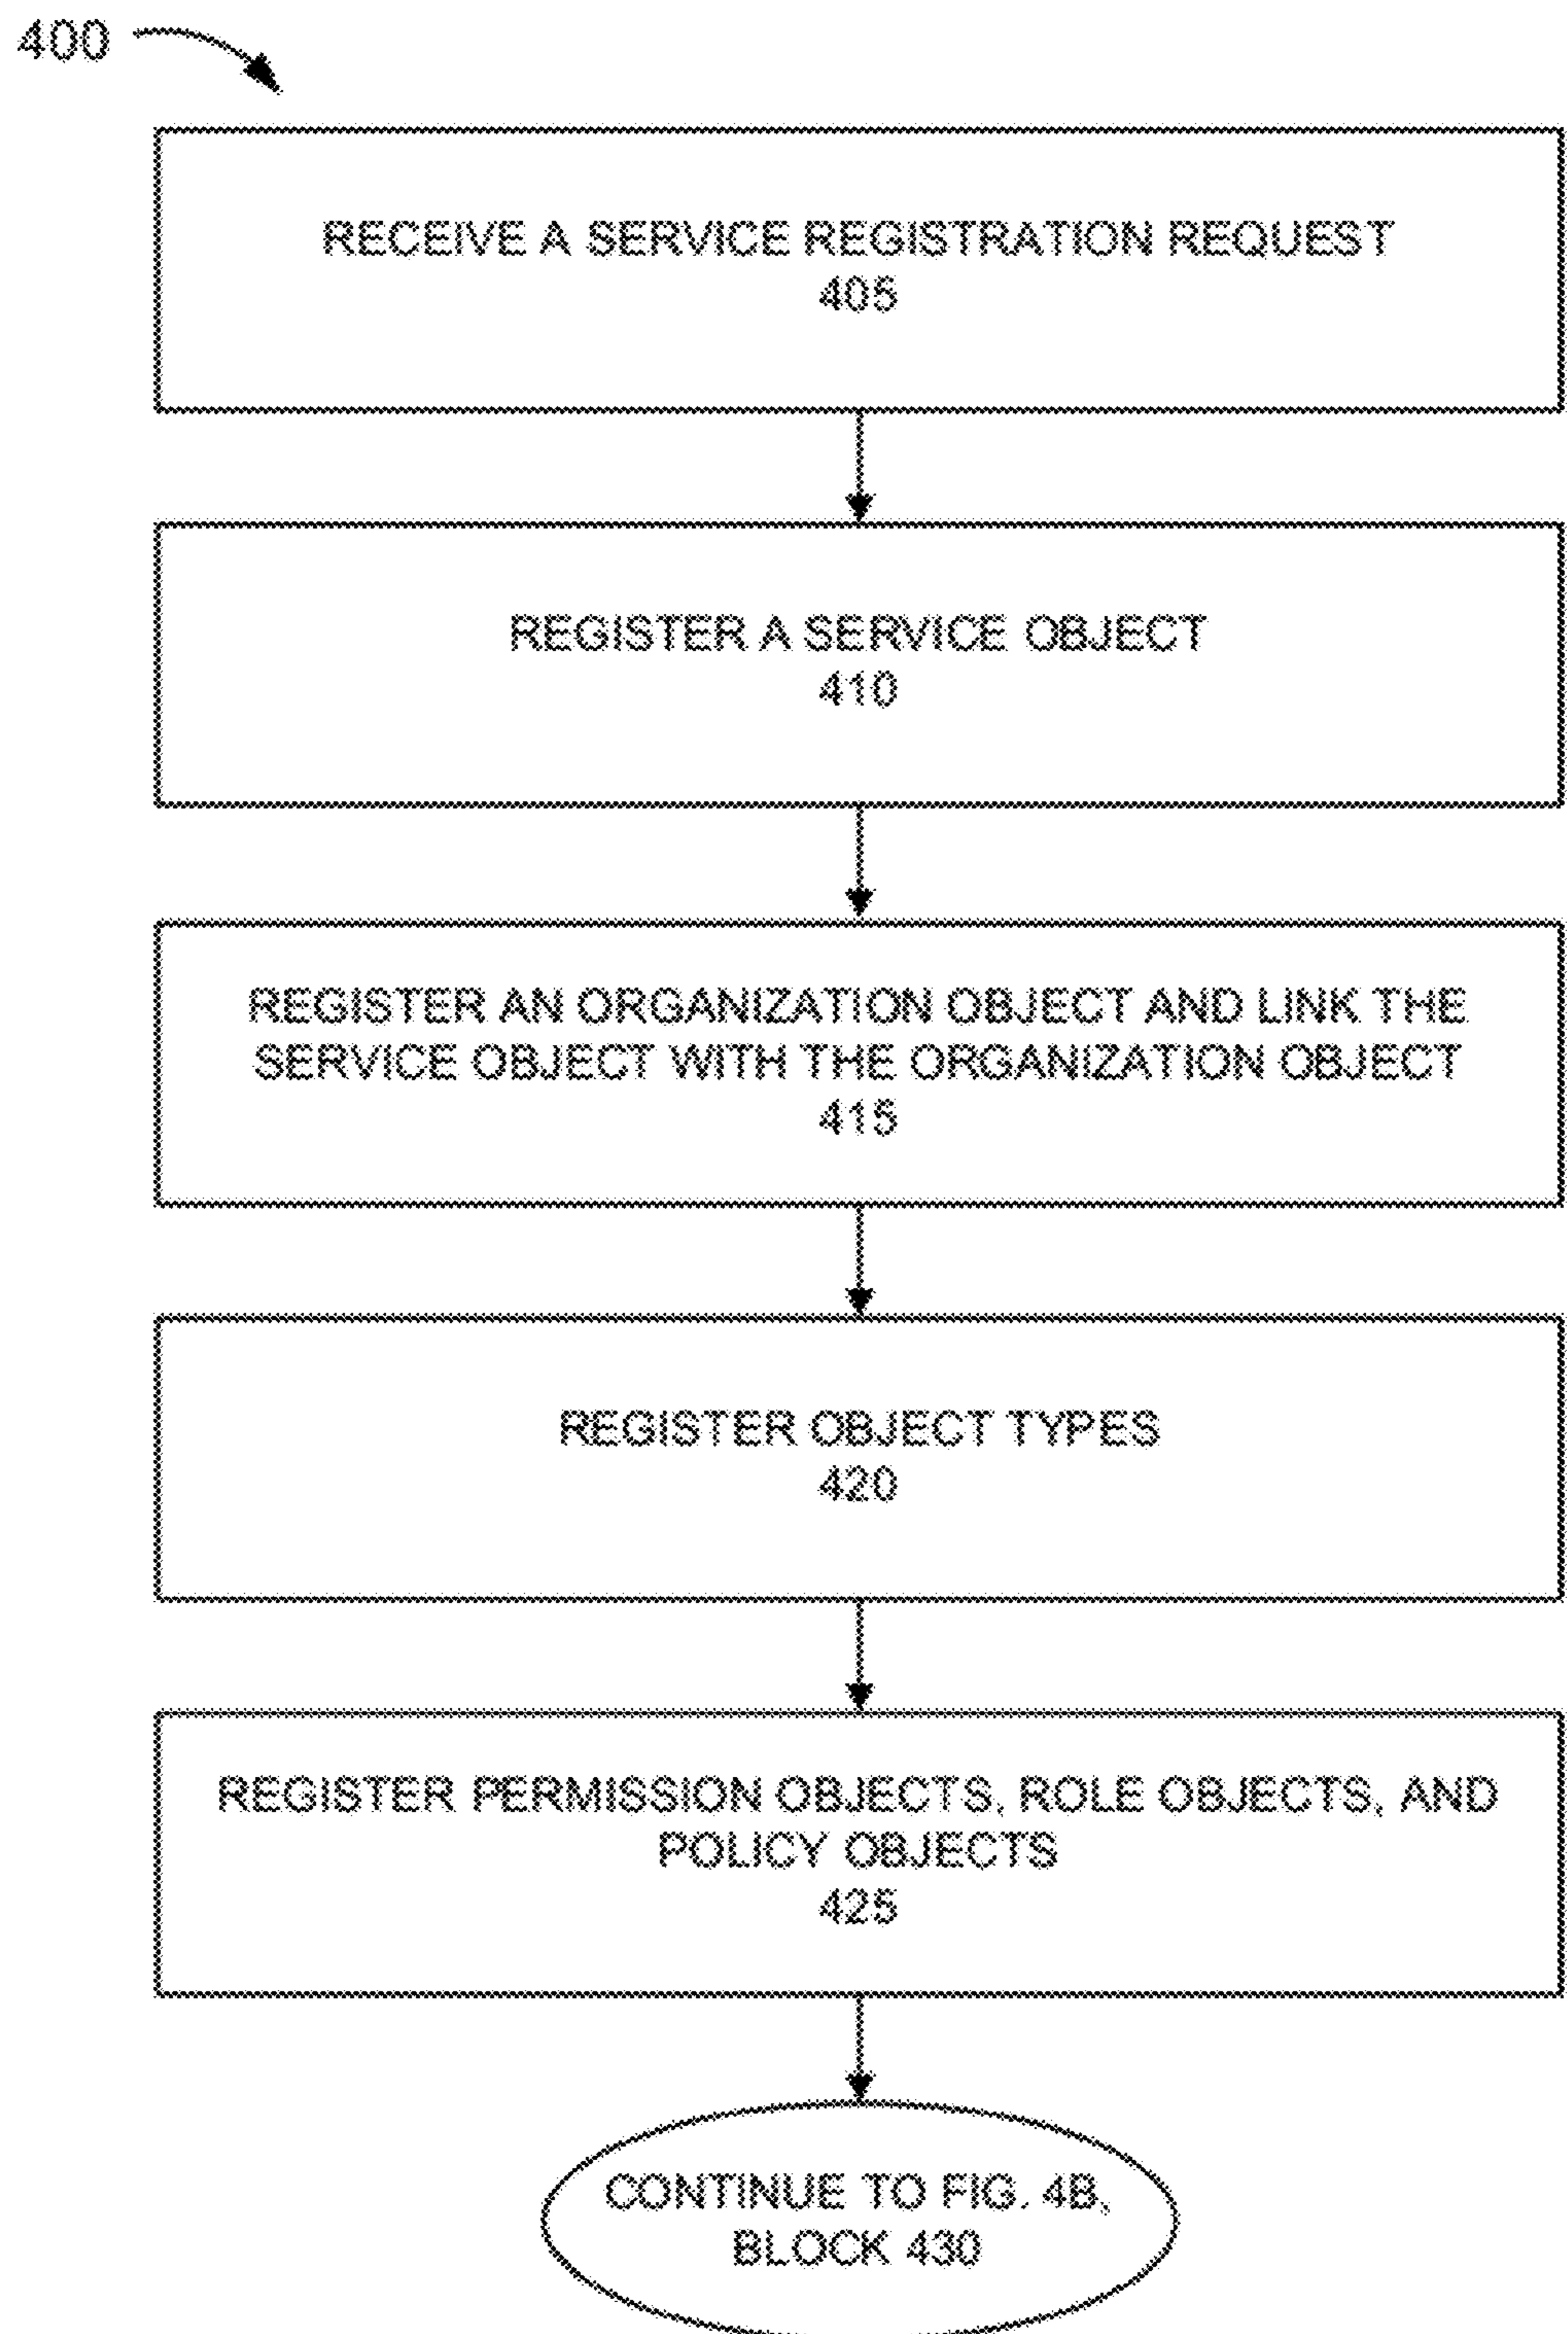 400
RECEIVE A SERVICE REGISTRATION REQUEST
405
REGISTER A SERVICE OBJECT
410
REGISTER AN ORGANIZATION OBJECT AND LINK THE
SERVICE OBJECT WITH THE ORGANIZATION OBJECT
415
REGISTER OBJECT TYPES
420
REGISTER PERMISSION OBJECTS, ROLE OBJECTS, AND
POLICY OBJECTS
425
CONTINUE TO FIG. 4B,
BLOCK 430